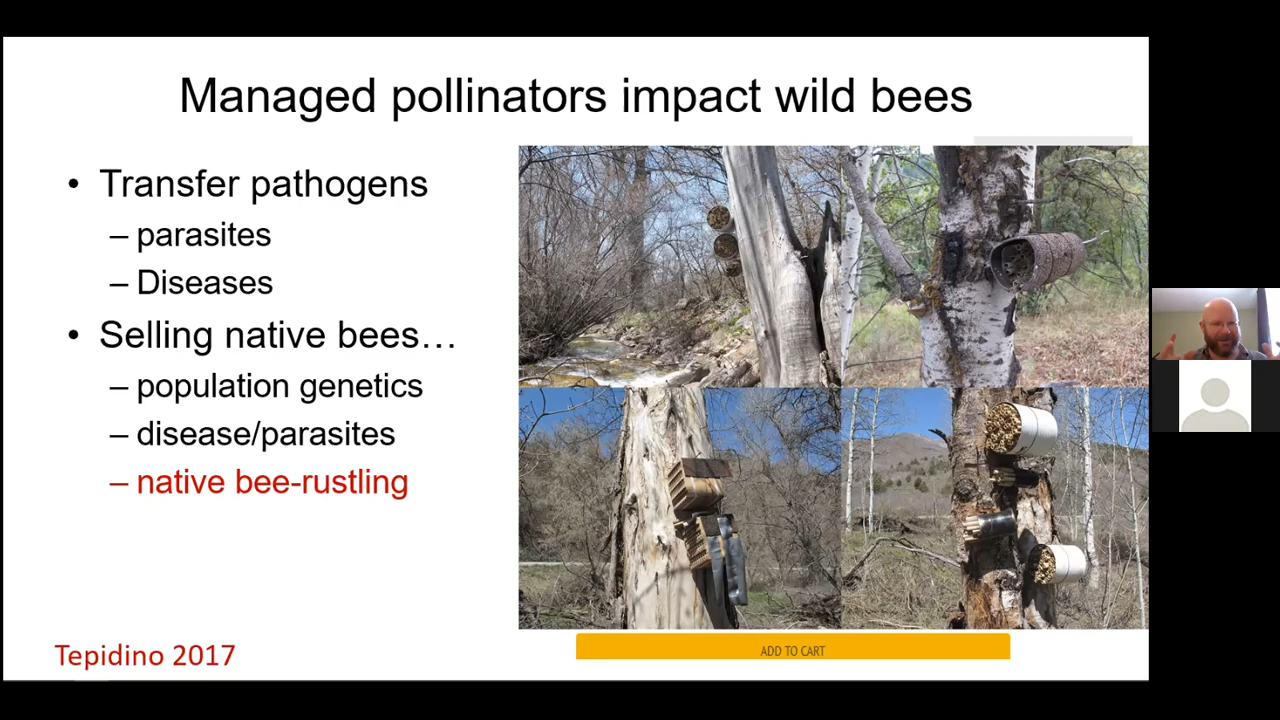 Managed pollinators impact wild bees
• Transfer pathogens
– parasites
– Diseases
• Selling native bees…
– population genetics
– disease/parasites
– native bee-rustling
Tepidino 2017
ADD TO CART